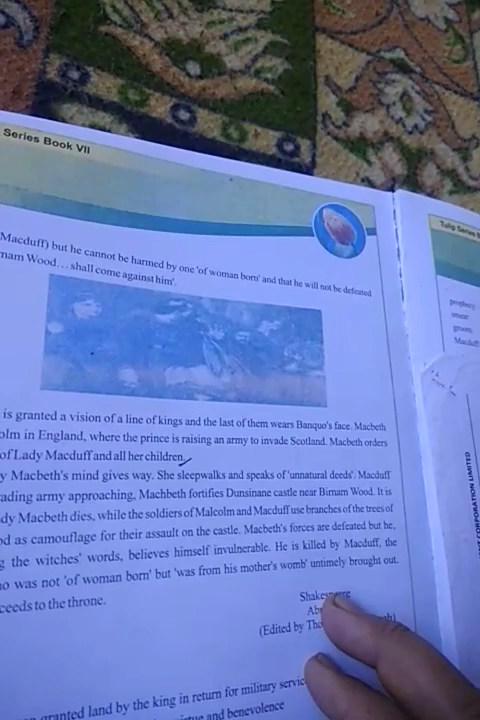 Series Book VII
Tulip Series
Macduff) but he cannot be harmed by one 'of woman born' and that he will not be defeated
nam Wood... shall come against him'.
is granted a vision of a line of kings and the last of them wears Banquo's face. Macbeth
olm in England, where the prince is raising an army to invade Scotland. Macbeth orders
of Lady Macduff and all her children.
y Macbeth's mind gives way. She sleepwalks and speaks of 'unnatural deeds'. Macduff
ading army approaching, Machbeth fortifies Dunsinane castle near Birnam Wood. It is
dy Macbeth dies, while the soldiers of Malcolm and Macduff use branches of the trees of
od as camouflage for their assault on the castle. Macbeth's forces are defeated but he,
g the witches' words, believes himself invulnerable. He is killed by Macduff, the
o was not 'of woman born' but 'was from his mother's womb' untimely brought out.
ceeds to the throne.
Shakespeare
(Edited by
granted land by the king in return for military servic
and benevolence
prophecy
groom
Macduff
CORPORATION LIMITED